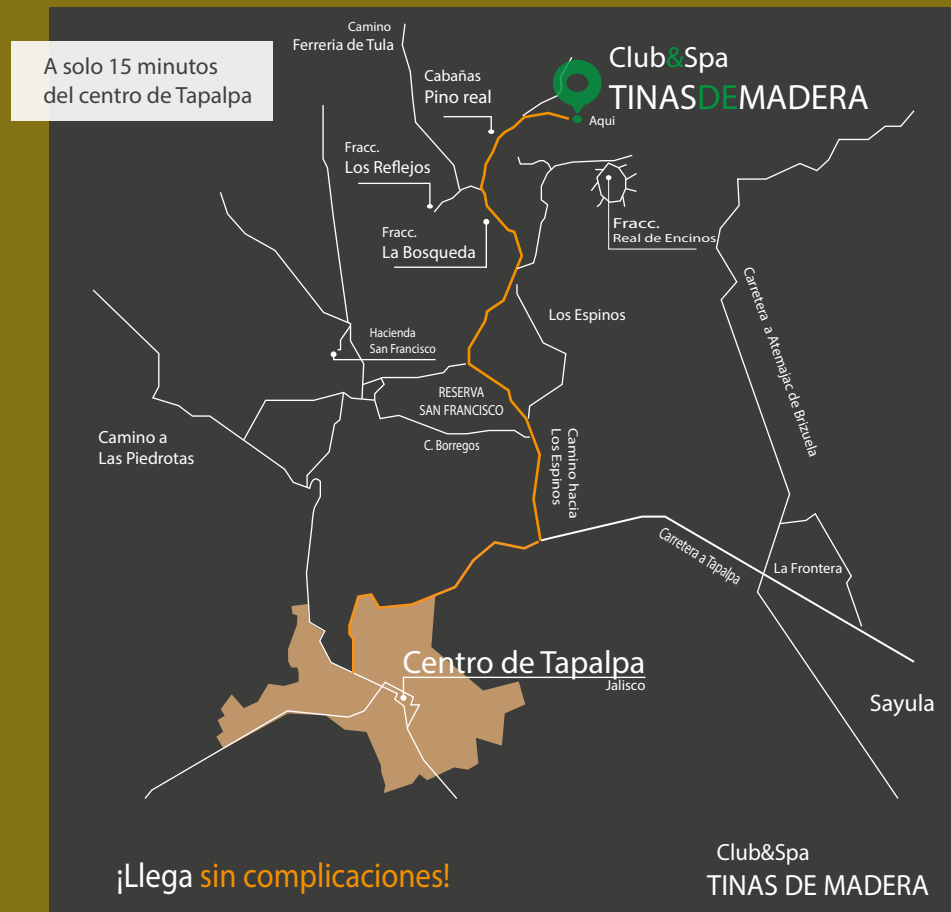 A solo 15 minutos
del centro de Tapalpa
Camino
Ferreria de Tula
Cabañas
Pino real
Club&Spa
TINASDEMADERA
Aqui
Fracc.
Los Reflejos
Fracc.
La Bosqueda
Fracc.
Real de Encinos
Hacienda
San Francisco
Los Espinos
Carretera a Atemajac de Brizuela
RESERVA
SAN FRANCISCO
C. Borregos
Camino a
Las Piedrotas
Camino hacia
Los Espinos
Carretera a Tapalpa
La Frontera
Centro de Tapalpa
Jalisco
Sayula
¡Llega sin complicaciones!
Club&Spa
TINAS DE MADERA